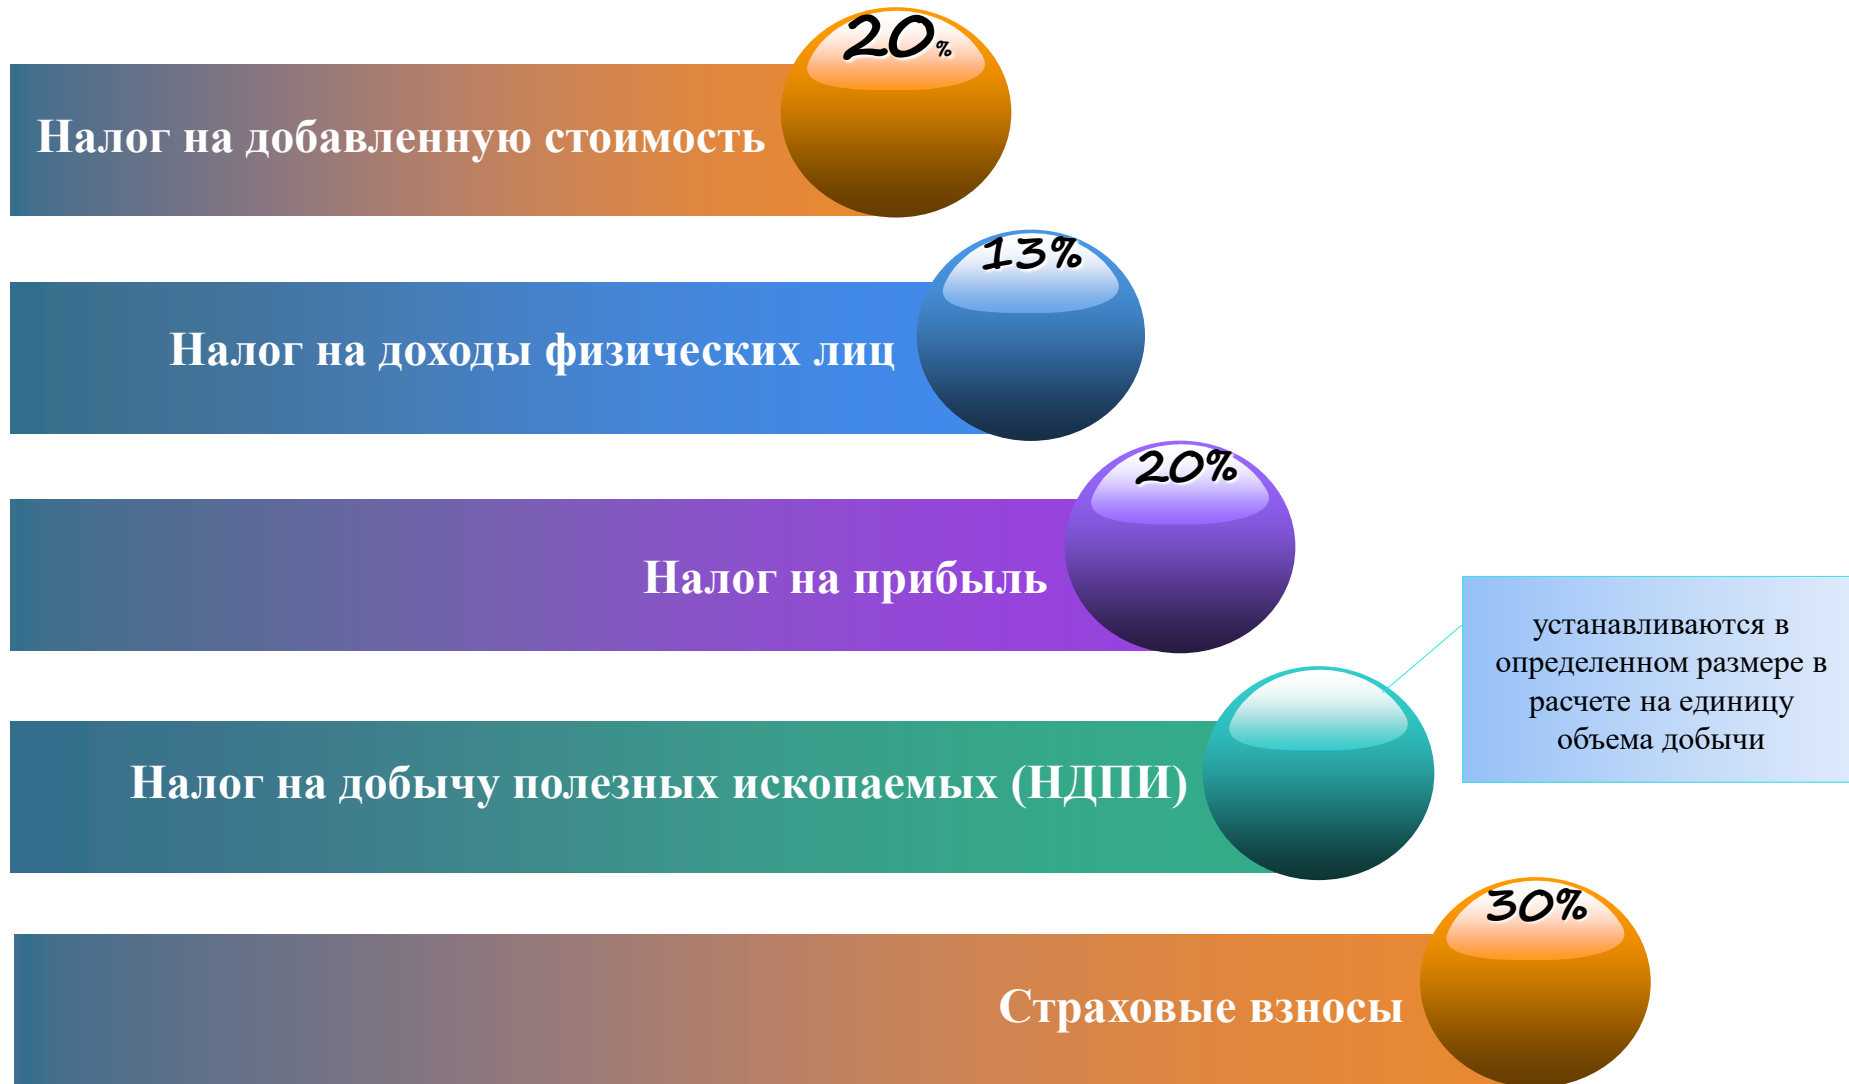 20%
Налог на добавленную стоимость
13%
Налог на доходы физических лиц
20%
Налог на прибыль
устанавливаются в
определенном размере в
расчете на единицу
объема добычи
Налог на добычу полезных ископаемых (НДПИ)
30%
Страховые взносы